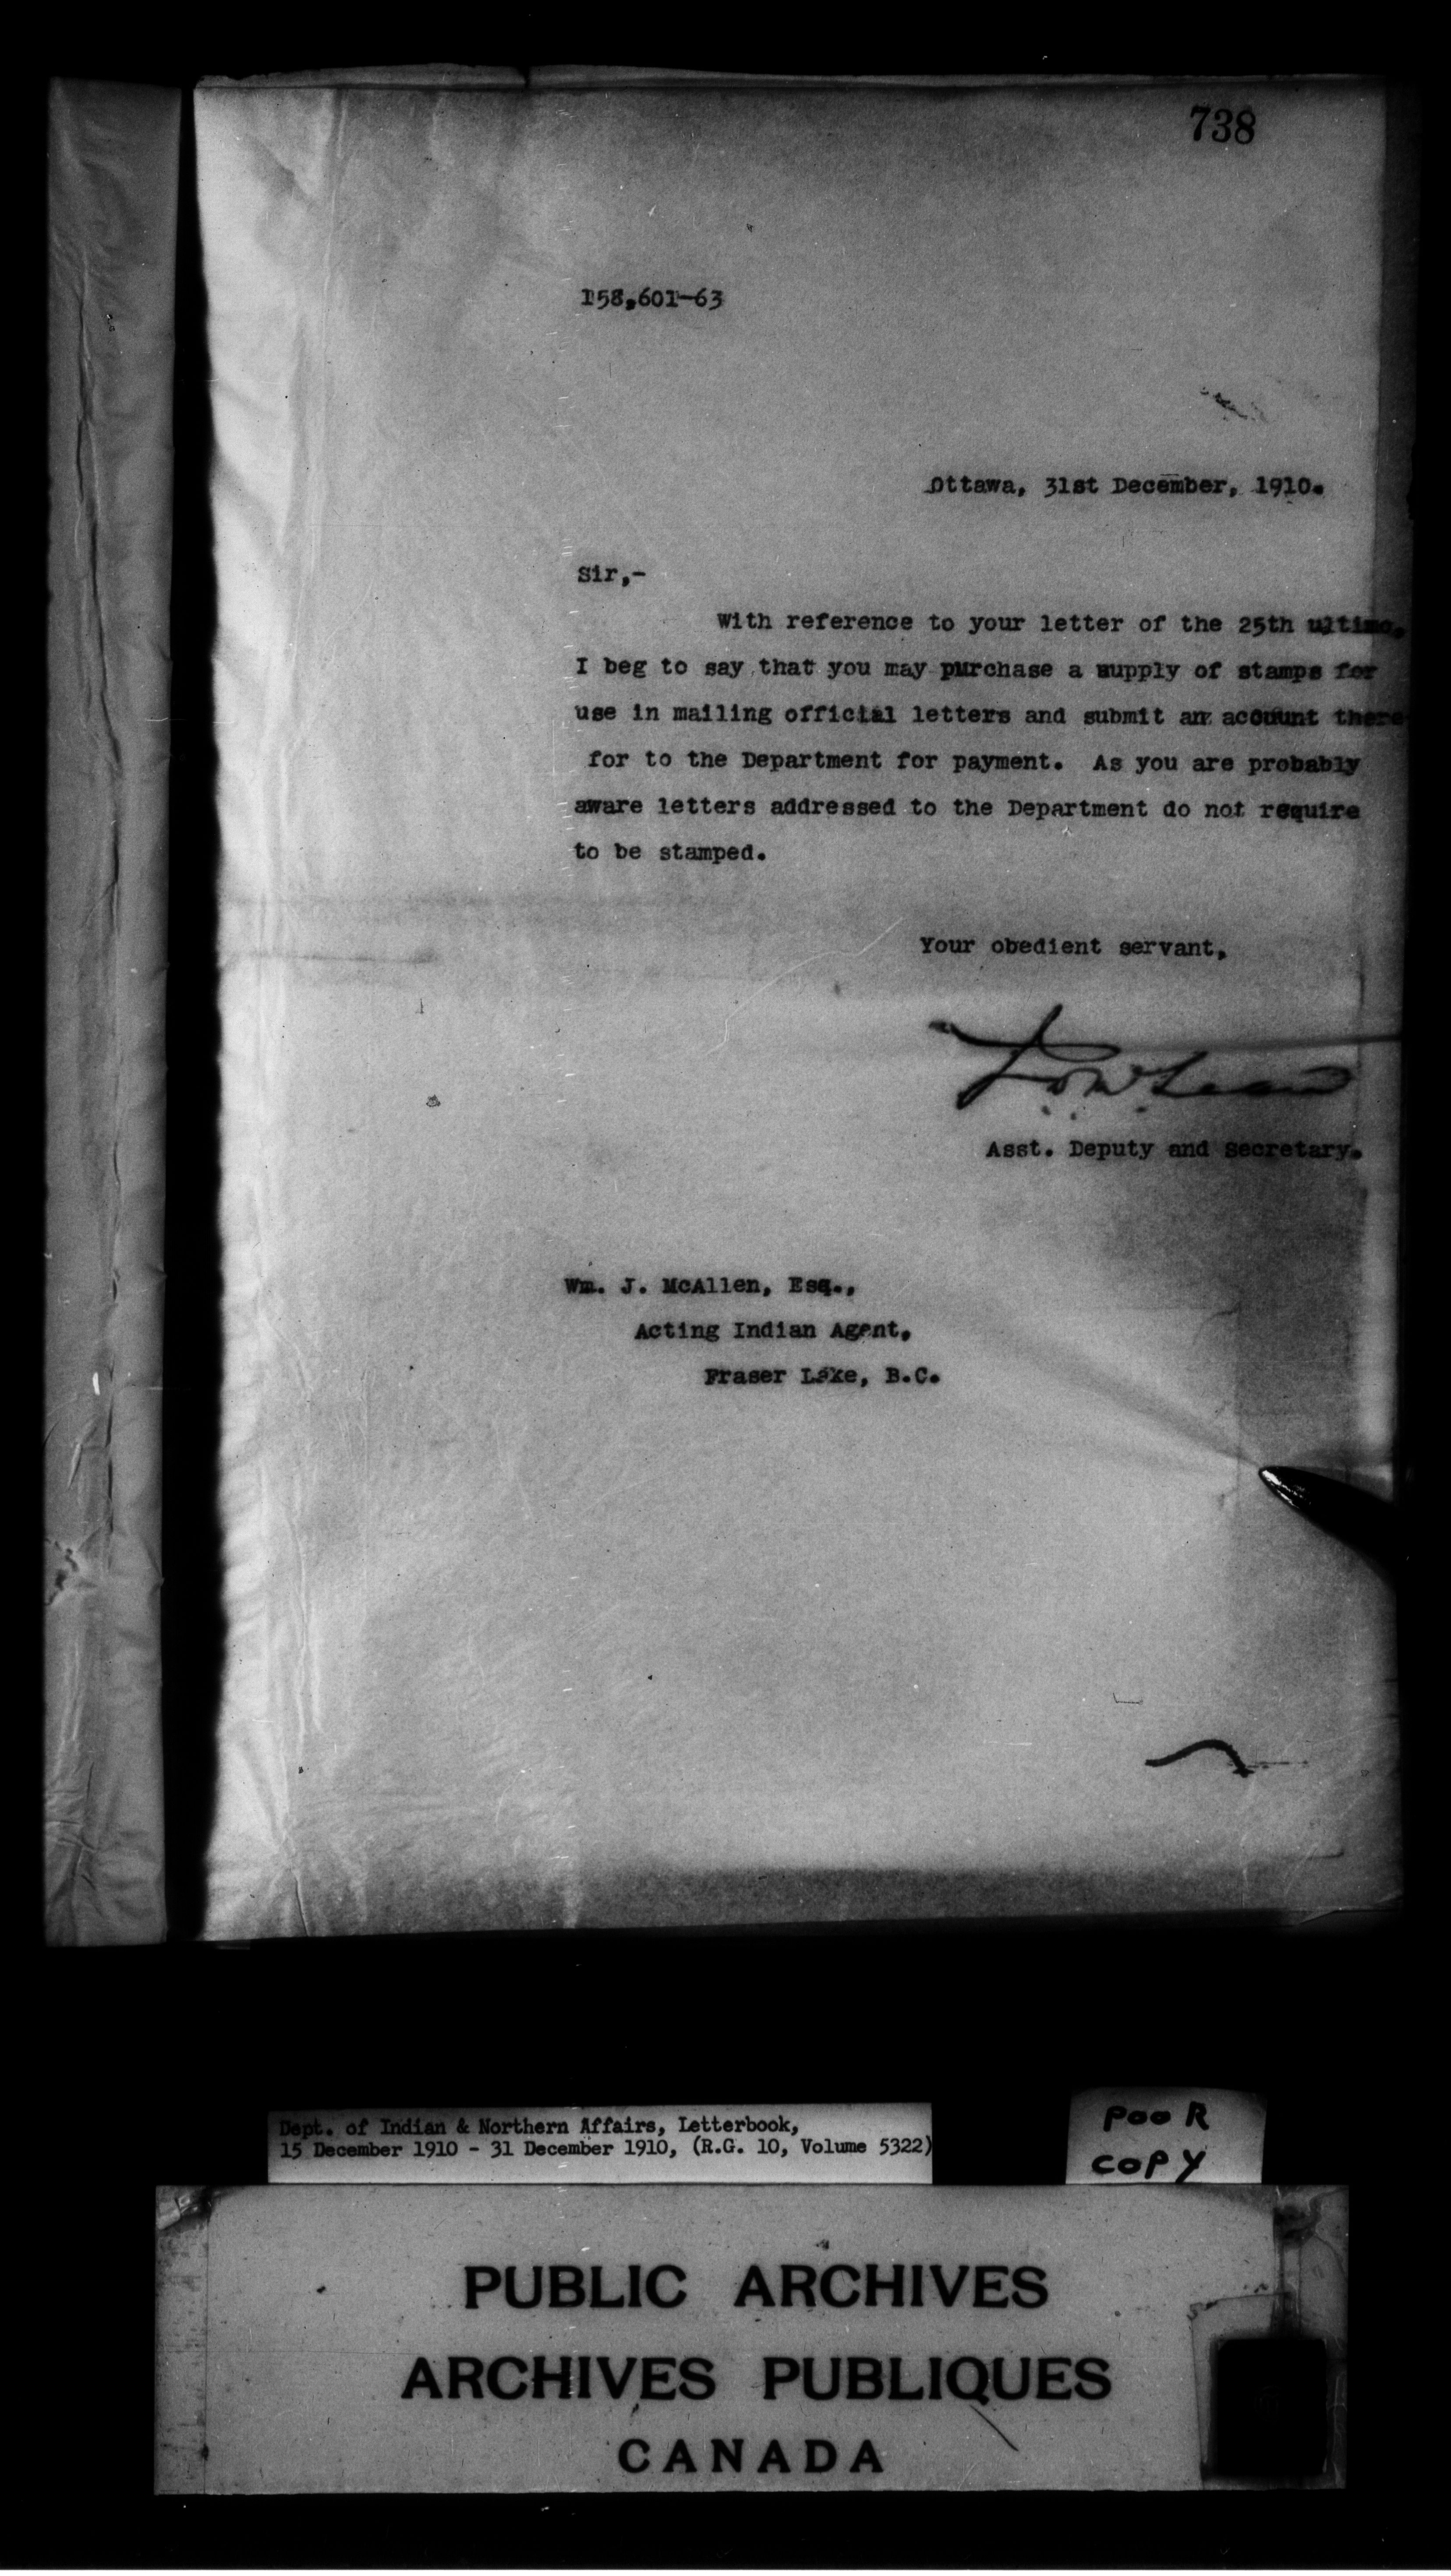 738
158,601-63
Ottawa, 31st December, 1910.
Sir,-
With reference to your letter of the 25th ultimo,
I beg to say that you may purchase a supply of stamps for
use in mailing official letters and submit an account there
for to the Department for payment. As you are probably
aware letters addressed to the Department do not require
to be stamped.
Your obedient servant,
Asst. Deputy and Secretary.
Wm. J. McAllen, Esq.,
Acting Indian Agent,
Fraser Lake, B.C.
Dept. of Indian & Northern Affairs, Letterbook,
15 December 1910 - 31 December 1910, (R.G. 10, Volume 5322)
POOR
COPY
PUBLIC ARCHIVES
ARCHIVES PUBLIQUES
CANADA